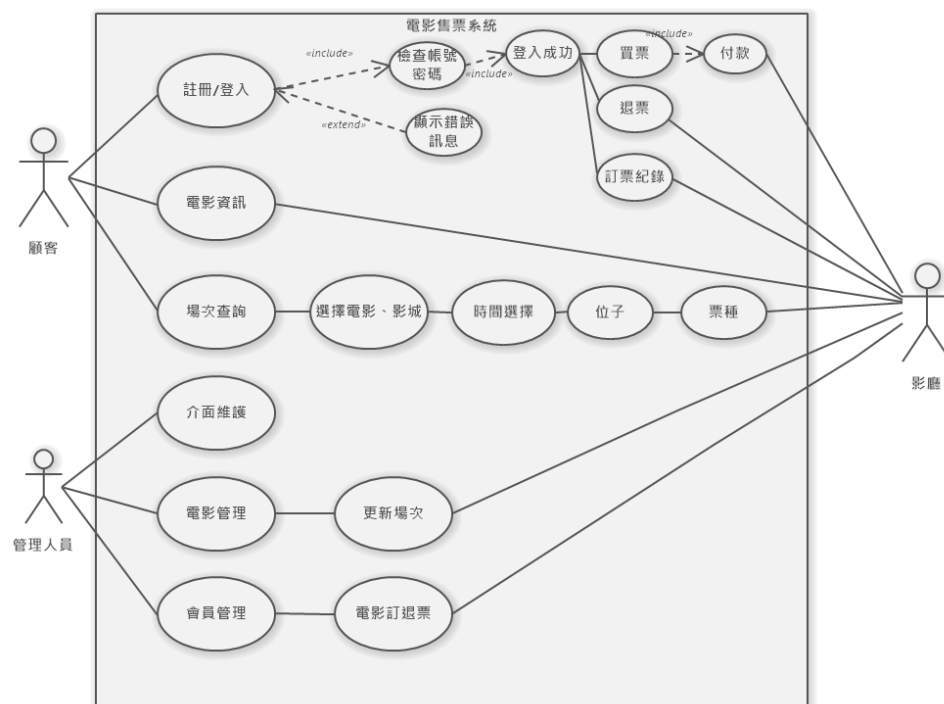 電影售票系統
«include»
«include»
檢查帳號
密碼
登入成功
買票
付款
«include»
註冊/登入
退票
«extend»
顯示錯誤
訊息
訂票紀錄
電影資訊
顧客
場次查詢
選擇電影、影城
時間選擇
位子
票種
影廳
介面維護
電影管理
更新場次
管理人員
會員管理
電影訂退票